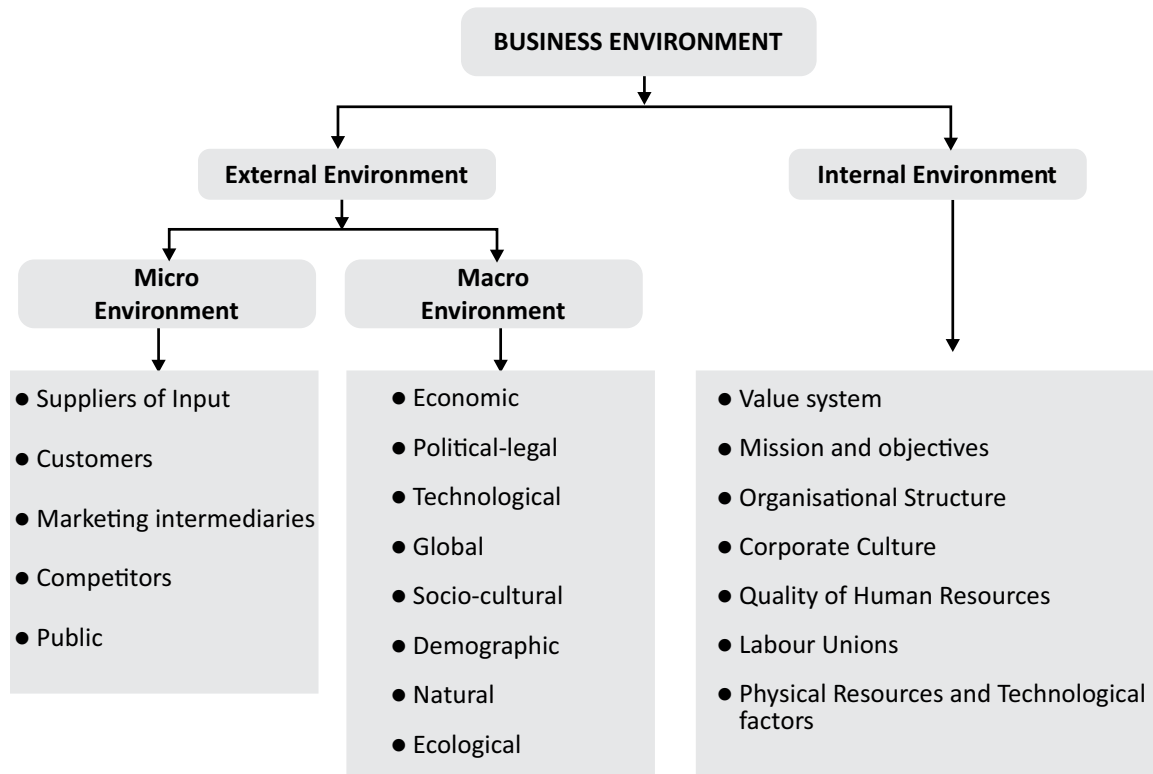 BUSINESS ENVIRONMENT
External Environment
Internal Environment
Micro
Environment
Macro
Environment
● Suppliers of Input
● Customers
● Marketing intermediaries
● Competitors
● Public
● Economic
● Political-legal
● Technological
● Global
● Socio-cultural
● Demographic
● Natural
● Ecological
● Value system
● Mission and objectives
● Organisational Structure
● Corporate Culture
● Quality of Human Resources
● Labour Unions
● Physical Resources and Technological
factors